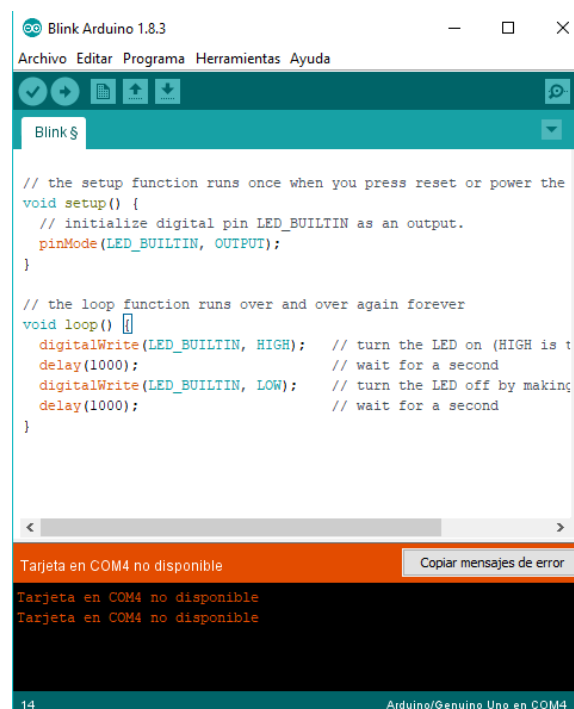 Blink Arduino 1.8.3
Archivo Editar Programa Herramientas Ayuda
Blink §
// the setup function runs once when you press reset or power the
void setup() {
  // initialize digital pin LED_BUILTIN as an output.
  pinMode(LED_BUILTIN, OUTPUT);
}
// the loop function runs over and over again forever
void loop() {
  digitalWrite(LED_BUILTIN, HIGH);   // turn the LED on (HIGH is t
  delay(1000);                       // wait for a second
  digitalWrite(LED_BUILTIN, LOW);    // turn the LED off by making
  delay(1000);                       // wait for a second
}
Tarjeta en COM4 no disponible
Copiar mensajes de error
Tarjeta en COM4 no disponible
Tarjeta en COM4 no disponible
14
Arduino/Genuino Uno en COM4